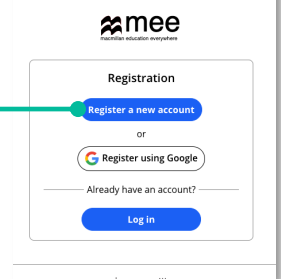 mee
macmillan education everywhere
Registration
Register a new account
or
Register using Google
Already have an account?
Log in